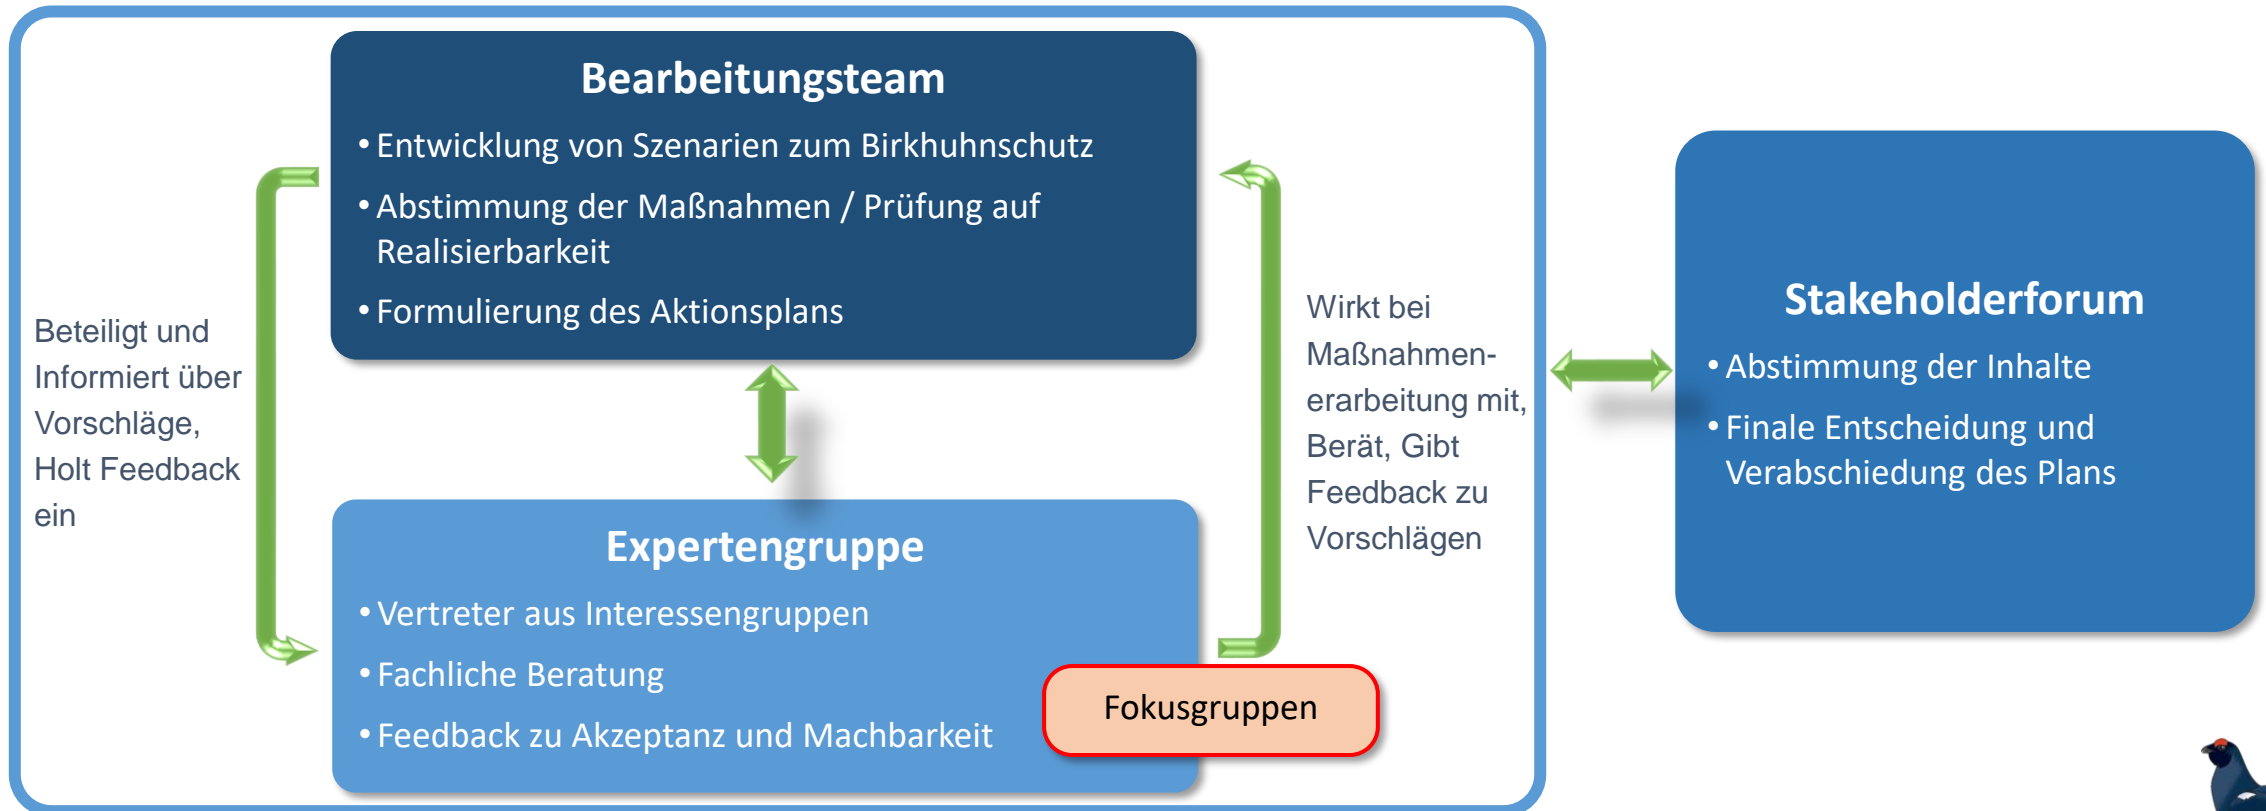 Bearbeitungsteam
• Entwicklung von Szenarien zum Birkhuhnschutz
• Abstimmung der Maßnahmen / Prüfung auf
Realisierbarkeit
• Formulierung des Aktionsplans
Beteiligt und
Informiert über
Vorschläge,
Holt Feedback
ein
Wirkt bei
Maßnahmen-
erarbeitung mit,
Berät, Gibt
Feedback zu
Vorschlägen
Expertengruppe
• Vertreter aus Interessengruppen
• Fachliche Beratung
• Feedback zu Akzeptanz und Machbarkeit
Fokusgruppen
Stakeholderforum
• Abstimmung der Inhalte
• Finale Entscheidung und
Verabschiedung des Plans